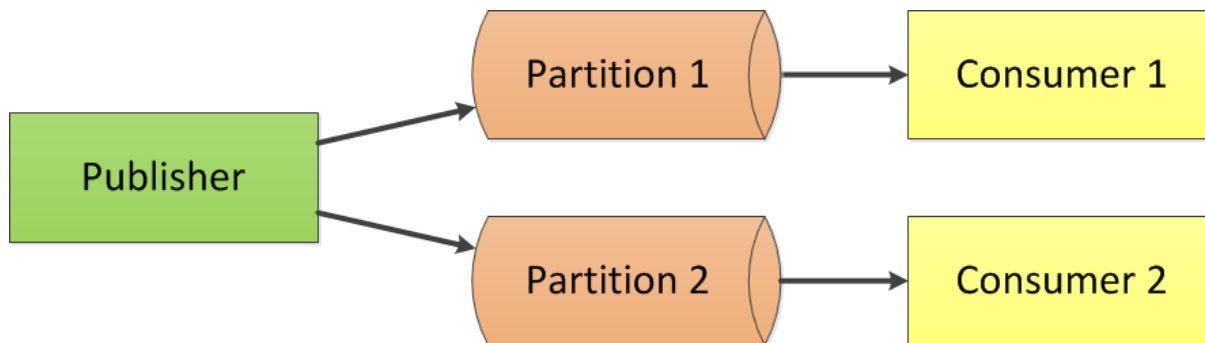 Partition 1
Consumer 1
Publisher
Partition 2
Consumer 2